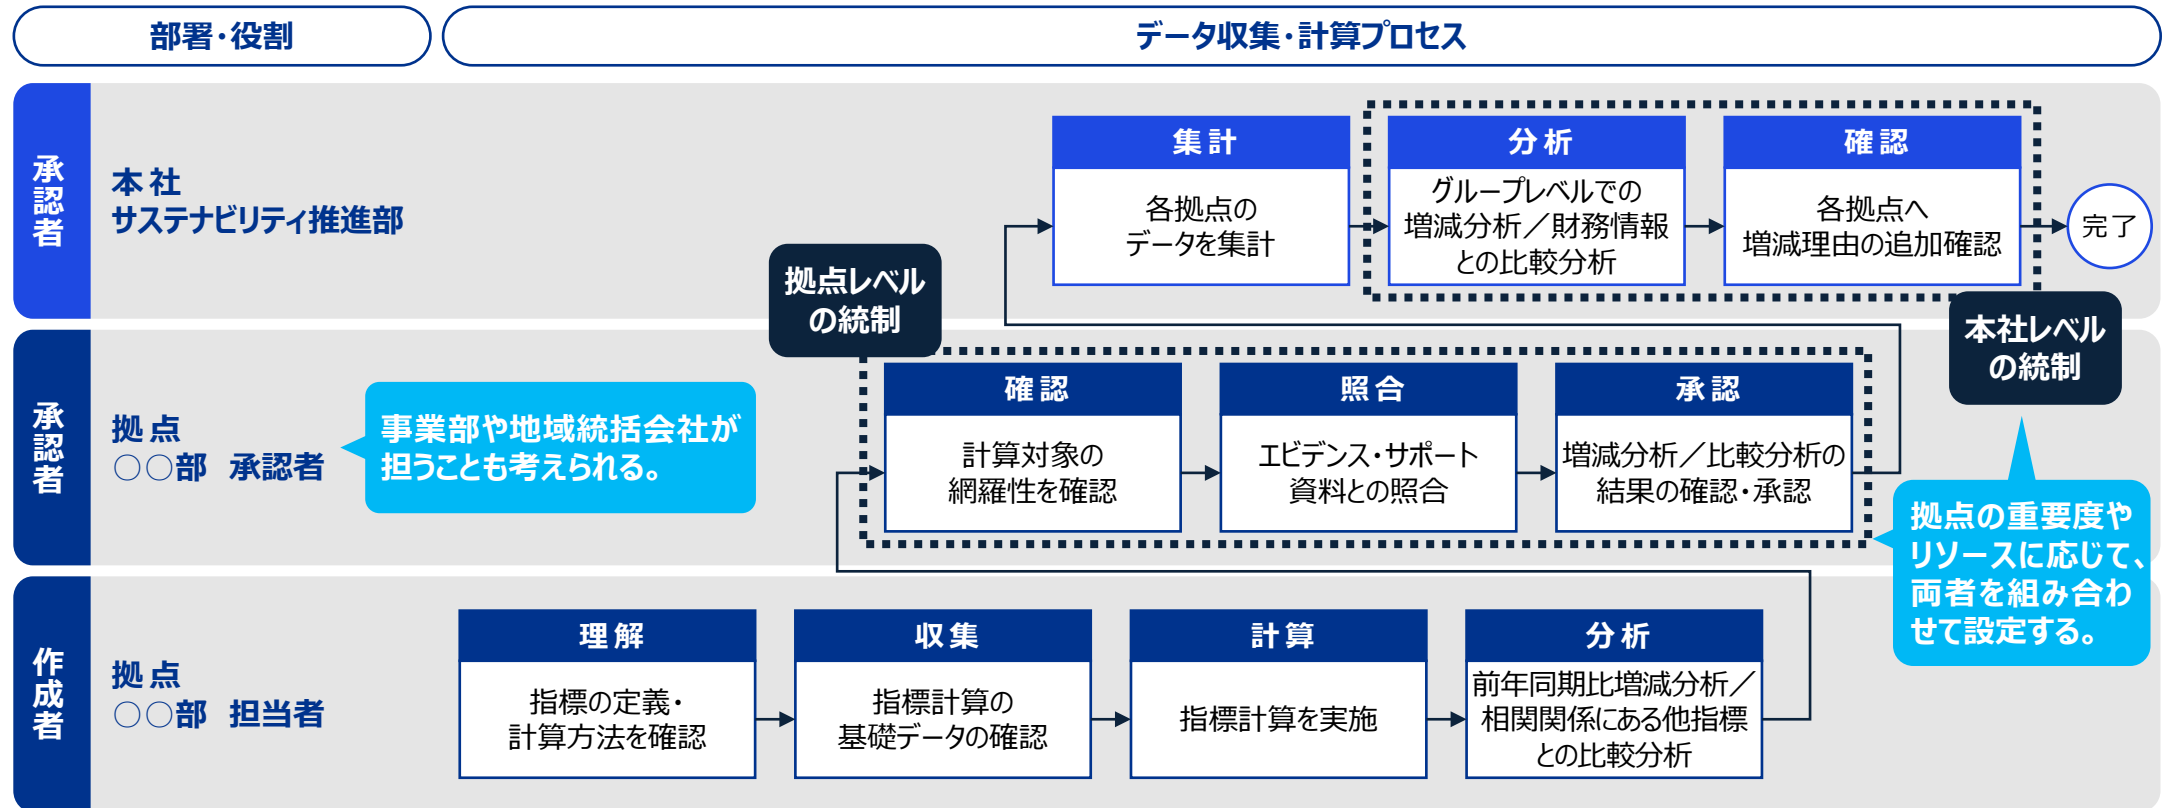 部署・役割
データ収集・計算プロセス
承認者
本社
サステナビリティ推進部
集計
各拠点の
データを集計
分析
グループレベルでの
増減分析／財務情報
との比較分析
確認
各拠点へ
増減理由の追加確認
完了
拠点レベル
の統制
本社レベル
の統制
承認者
拠点
○○部 承認者
事業部や地域統括会社が
担うことも考えられる。
確認
計算対象の
網羅性を確認
照合
エビデンス・サポート
資料との照合
承認
増減分析／比較分析の
結果の確認・承認
拠点の重要度や
リソースに応じて、
両者を組み合わ
せて設定する。
作成者
拠点
○○部 担当者
理解
指標の定義・
計算方法を確認
収集
指標計算の
基礎データの確認
計算
指標計算を実施
分析
前年同期比増減分析／
相関関係にある他指標
との比較分析